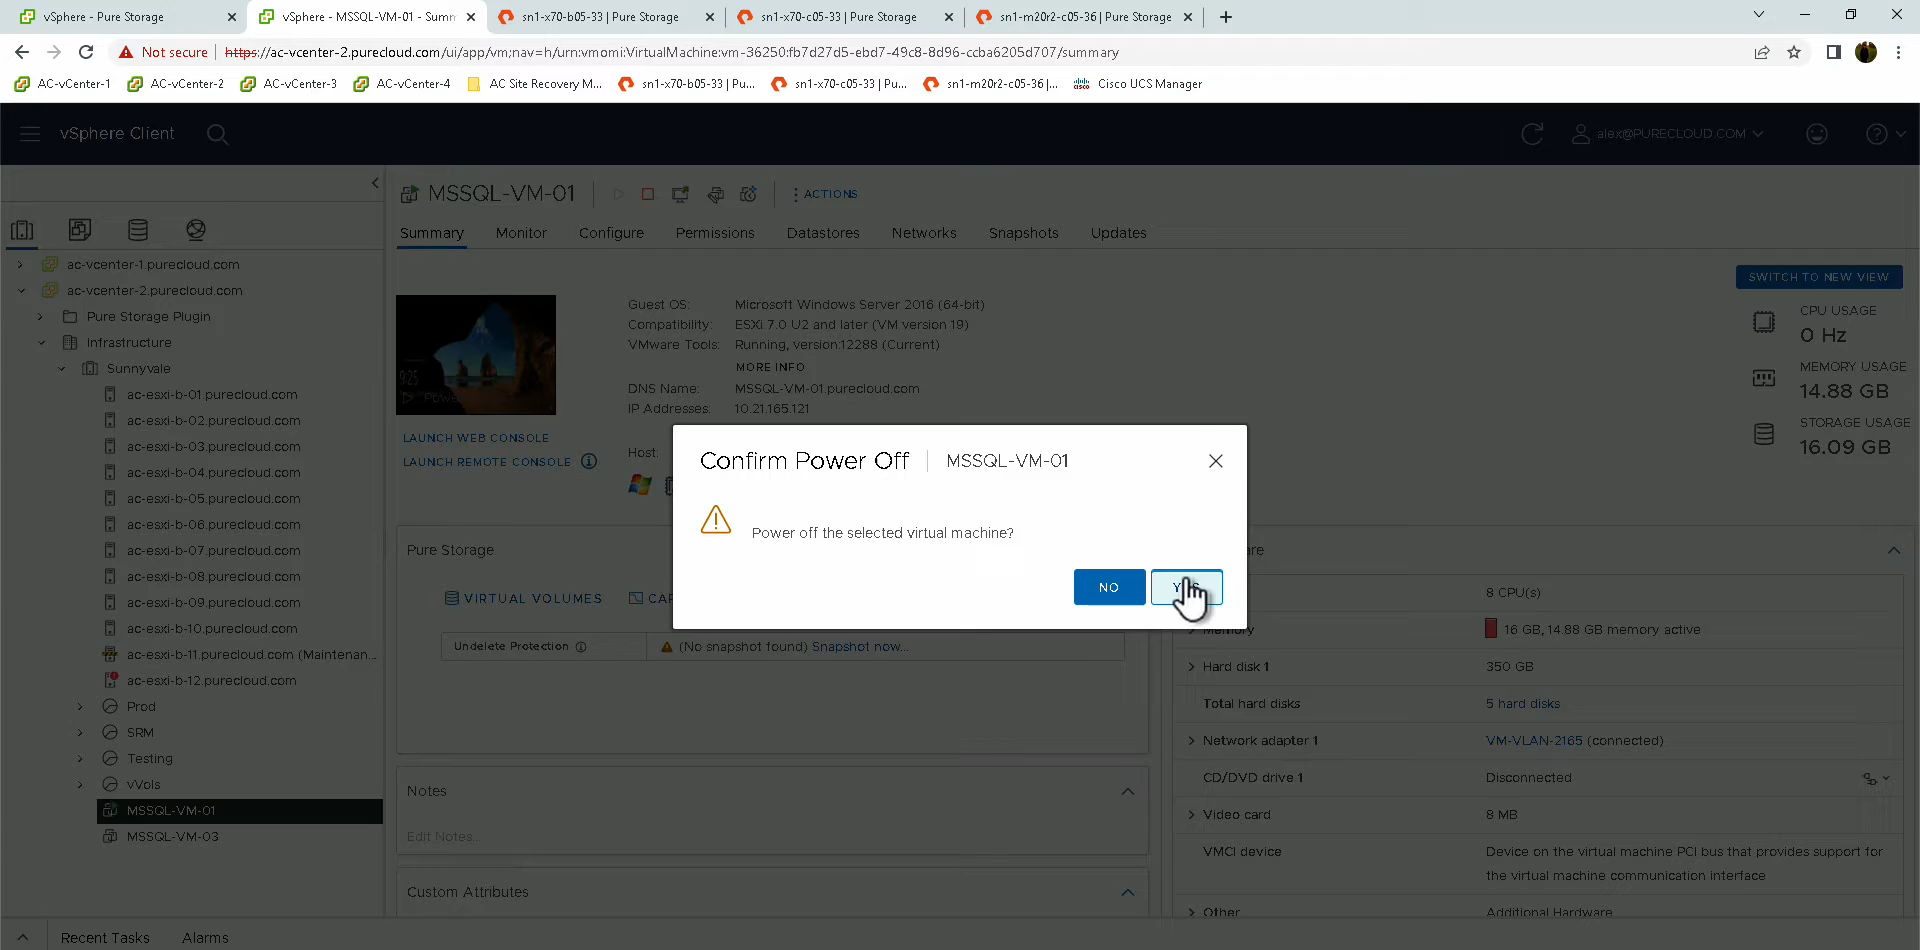 vSphere - Pure Storage
vSphere - MSSQL-VM-01 - Summ
sn1-x70-b05-33 | Pure Storage
sn1-x70-c05-33 | Pure Storage
sn1-m20r2-c05-36 | Pure Storage
Not secure
https://ac-vcenter-2.purecloud.com/ui/app/vm;nav=h/urn:vmomi:VirtualMachine:vm-36250:fb7d27d5-ebd7-49c8-8d96-ccba6205d707/summary
AC-vCenter-1
AC-vCenter-2
AC-vCenter-3
AC-vCenter-4
AC Site Recovery M...
sn1-x70-b05-33 | Pu...
sn1-x70-c05-33 | Pu...
sn1-m20r2-c05-36 |...
Cisco UCS Manager
vSphere Client
alex@PURECLOUD.COM
MSSQL-VM-01
ACTIONS
Summary
Monitor
Configure
Permissions
Datastores
Networks
Snapshots
Updates
ac-vcenter-1.purecloud.com
ac-vcenter-2.purecloud.com
Pure Storage Plugin
Infrastructure
Sunnyvale
ac-esxi-b-01.purecloud.com
ac-esxi-b-02.purecloud.com
ac-esxi-b-03.purecloud.com
ac-esxi-b-04.purecloud.com
ac-esxi-b-05.purecloud.com
ac-esxi-b-06.purecloud.com
ac-esxi-b-07.purecloud.com
ac-esxi-b-08.purecloud.com
ac-esxi-b-09.purecloud.com
ac-esxi-b-10.purecloud.com
ac-esxi-b-11.purecloud.com (Maintenan...
ac-esxi-b-12.purecloud.com
Prod
SRM
Testing
vVols
MSSQL-VM-01
MSSQL-VM-03
9:25
LAUNCH WEB CONSOLE
LAUNCH REMOTE CONSOLE
Guest OS: Microsoft Windows Server 2016 (64-bit)
Compatibility: ESXi 7.0 U2 and later (VM version 19)
VMware Tools: Running, version:12288 (Current)
MORE INFO
DNS Name: MSSQL-VM-01.purecloud.com
IP Addresses: 10.21.165.121
Host:
SWITCH TO NEW VIEW
CPU USAGE
0 Hz
MEMORY USAGE
14.88 GB
STORAGE USAGE
16.09 GB
Confirm Power Off
MSSQL-VM-01
Power off the selected virtual machine?
NO
YES
Pure Storage
VIRTUAL VOLUMES
Undelete Protection
(No snapshot found) Snapshot now...
Notes
Edit Notes...
Custom Attributes
8 CPU(s)
Memory
16 GB, 14.88 GB memory active
Hard disk 1
350 GB
Total hard disks
5 hard disks
Network adapter 1
VM-VLAN-2165 (connected)
CD/DVD drive 1
Disconnected
Video card
8 MB
VMCI device
Device on the virtual machine PCI bus that provides support for
the virtual machine communication interface
Other
Additional Hardware
Recent Tasks
Alarms